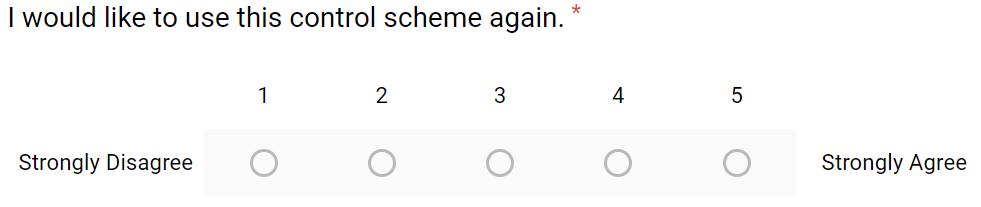 I would like to use this control scheme again. *
1 2 3 4 5
Strongly Disagree Strongly Agree